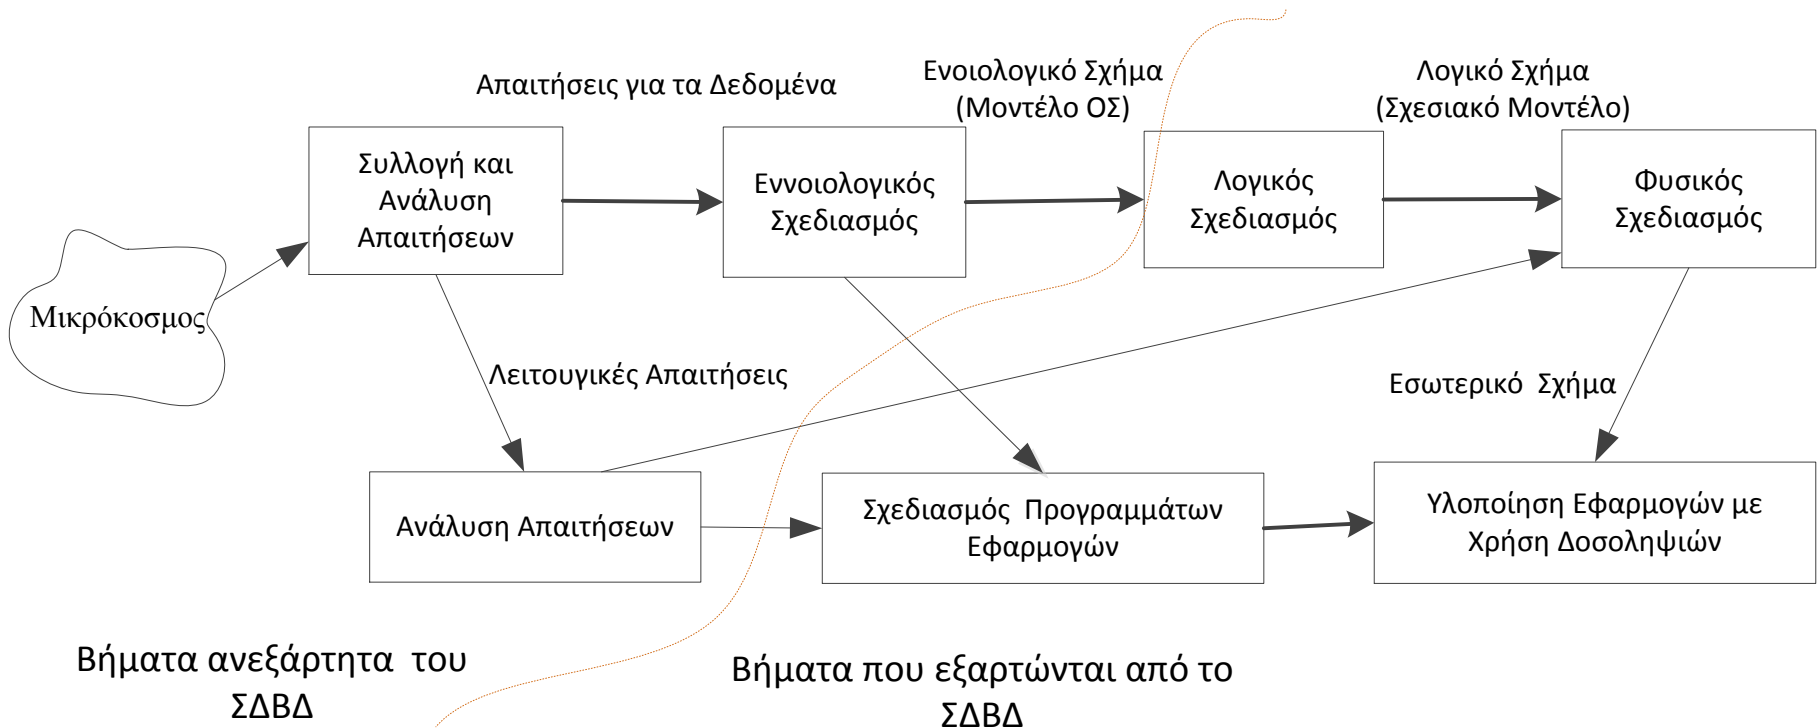 Απαιτήσεις για τα Δεδομένα
Ενοιολογικό Σχήμα
(Μοντέλο ΟΣ)
Λογικό Σχήμα
(Σχεσιακό Μοντέλο)
Συλλογή και
Ανάλυση
Απαιτήσεων
Εννοιολογικός
Σχεδιασμός
Λογικός
Σχεδιασμός
Φυσικός
Σχεδιασμός
Μικρόκοσμος
Λειτουγικές Απαιτήσεις
Εσωτερικό Σχήμα
Ανάλυση Απαιτήσεων
Σχεδιασμός Προγραμμάτων
Εφαρμογών
Υλοποίηση Εφαρμογών με
Χρήση Δοσοληψιών
Βήματα ανεξάρτητα του
ΣΔΒΔ
Βήματα που εξαρτώνται από το
ΣΔΒΔ